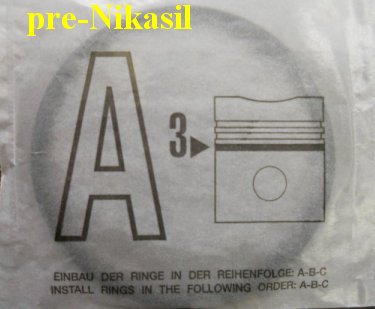 pre-Nikasil
A
3
EINBAU DER RINGE IN DER REIHENFOLGE: A-B-C
INSTALL RINGS IN THE FOLLOWING ORDER: A-B-C